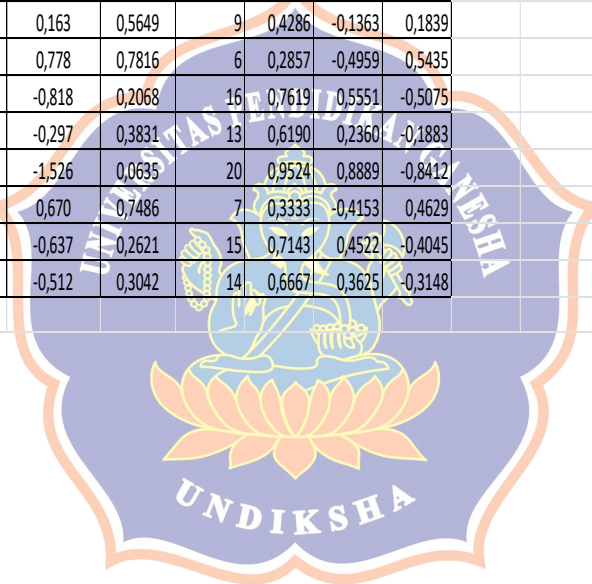 0,163 0,5649 9 0,4286 -0,1363 0,1839
0,778 0,7816 6 0,2857 -0,4959 0,5435
-0,818 0,2068 16 0,7619 0,5551 -0,5075
-0,297 0,3831 13 0,6190 0,2360 -0,1883
-1,526 0,0635 20 0,9524 0,8889 -0,8412
0,670 0,7486 7 0,3333 -0,4153 0,4629
-0,637 0,2621 15 0,7143 0,4522 -0,4045
-0,512 0,3042 14 0,6667 0,3625 -0,3148
UNIVERSITAS PENDIDIKAN GANESHA
UNDIKSHA